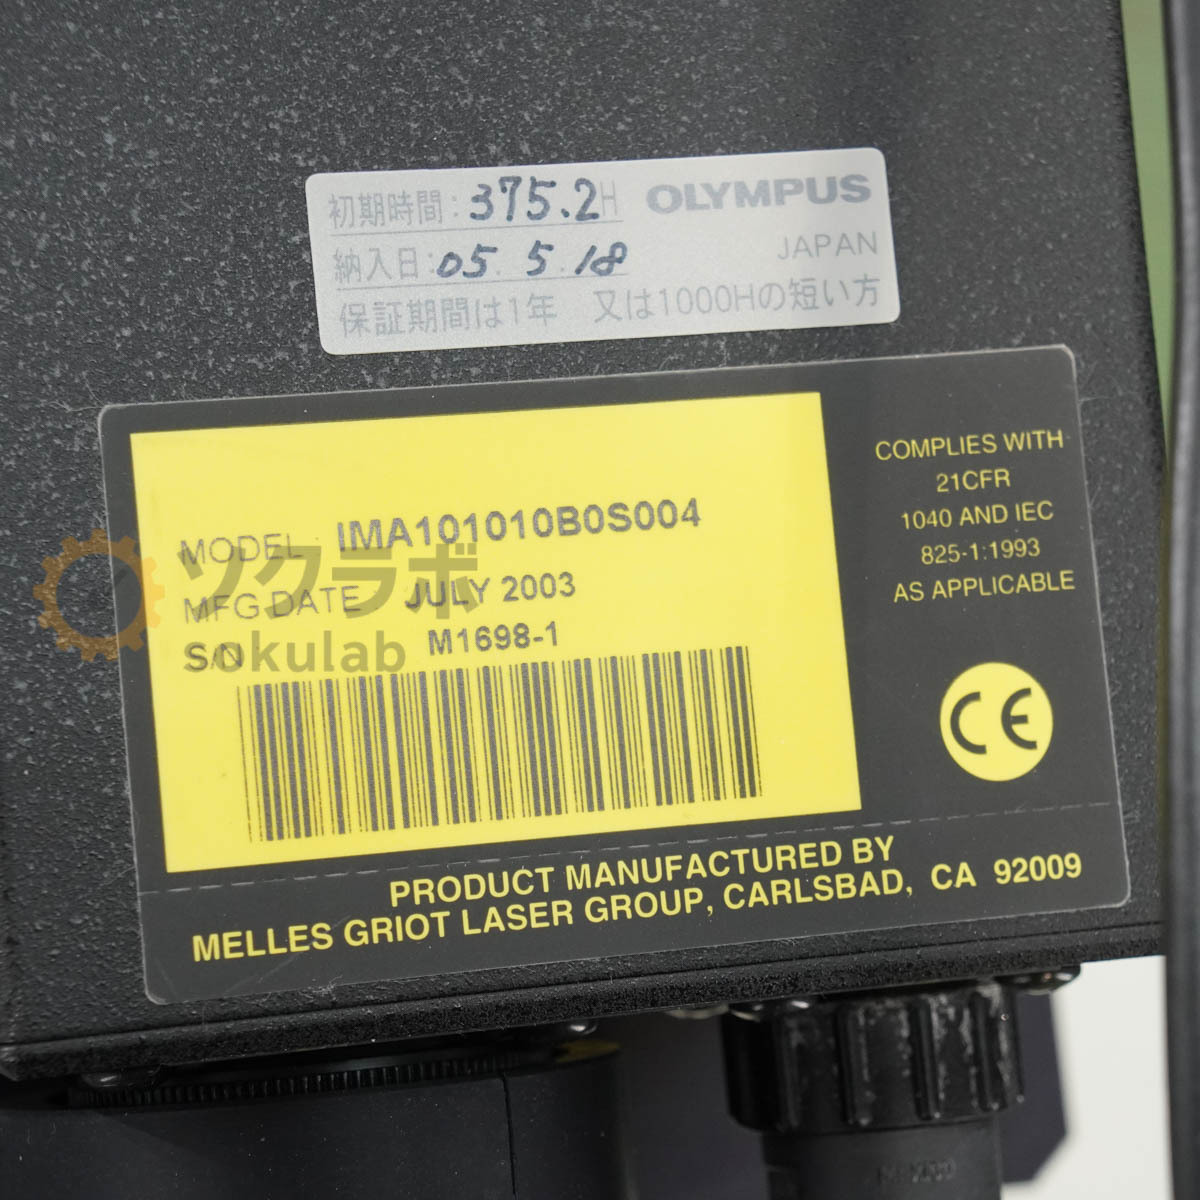 初期時間:375.2H OLYMPUS
納入日:05.5.18 JAPAN
保証期間は1年 又は1000Hの短い方
MODEL IMA101010B0S004
MFG DATE JULY 2003
S/N M1698-1
ソクラボ
sokulab
COMPLIES WITH
21CFR
1040 AND IEC
825-1:1993
AS APPLICABLE
CE
PRODUCT MANUFACTURED BY
MELLES GRIOT LASER GROUP, CARLSBAD, CA 92009